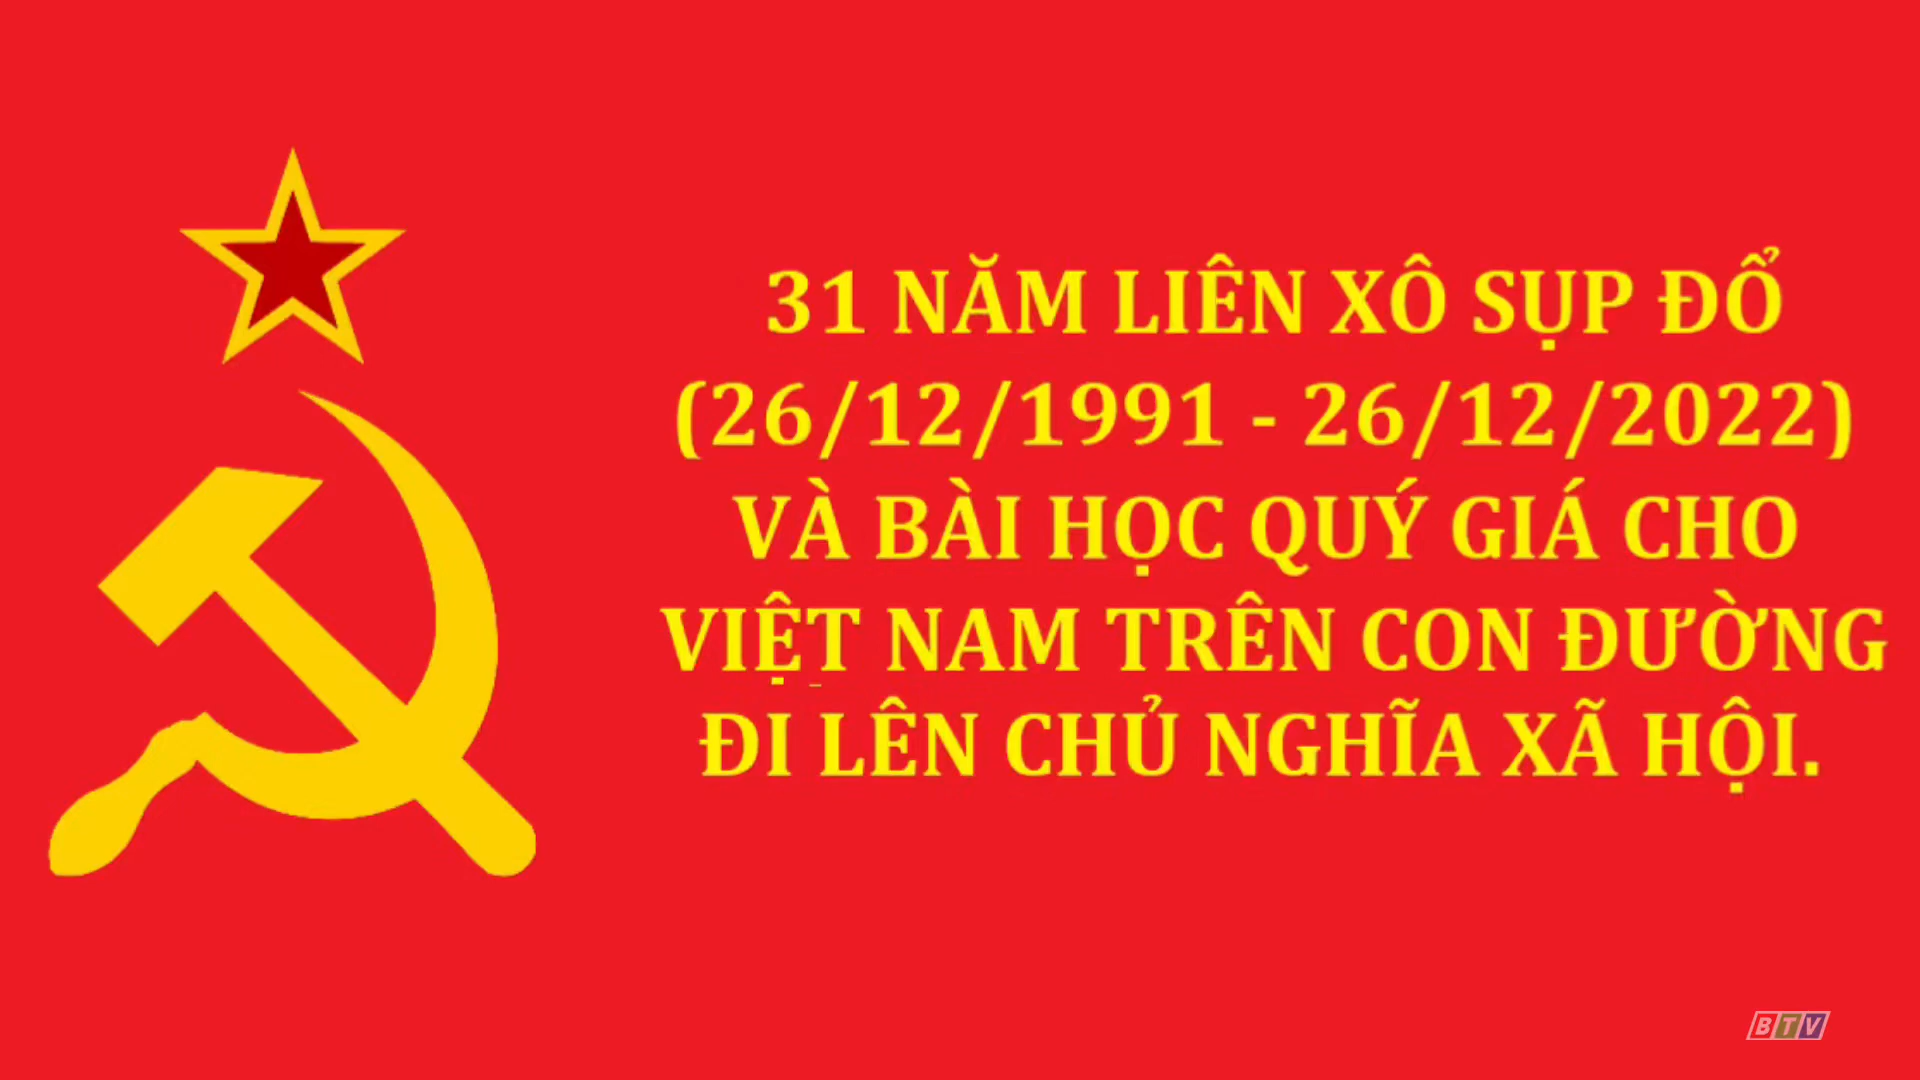 31 NĂM LIÊN XÔ SỤP ĐỔ
(26/12/1991 - 26/12/2022)
VÀ BÀI HỌC QUÝ GIÁ CHO
VIỆT NAM TRÊN CON ĐƯỜNG
ĐI LÊN CHỦ NGHĨA XÃ HỘI.
BTV